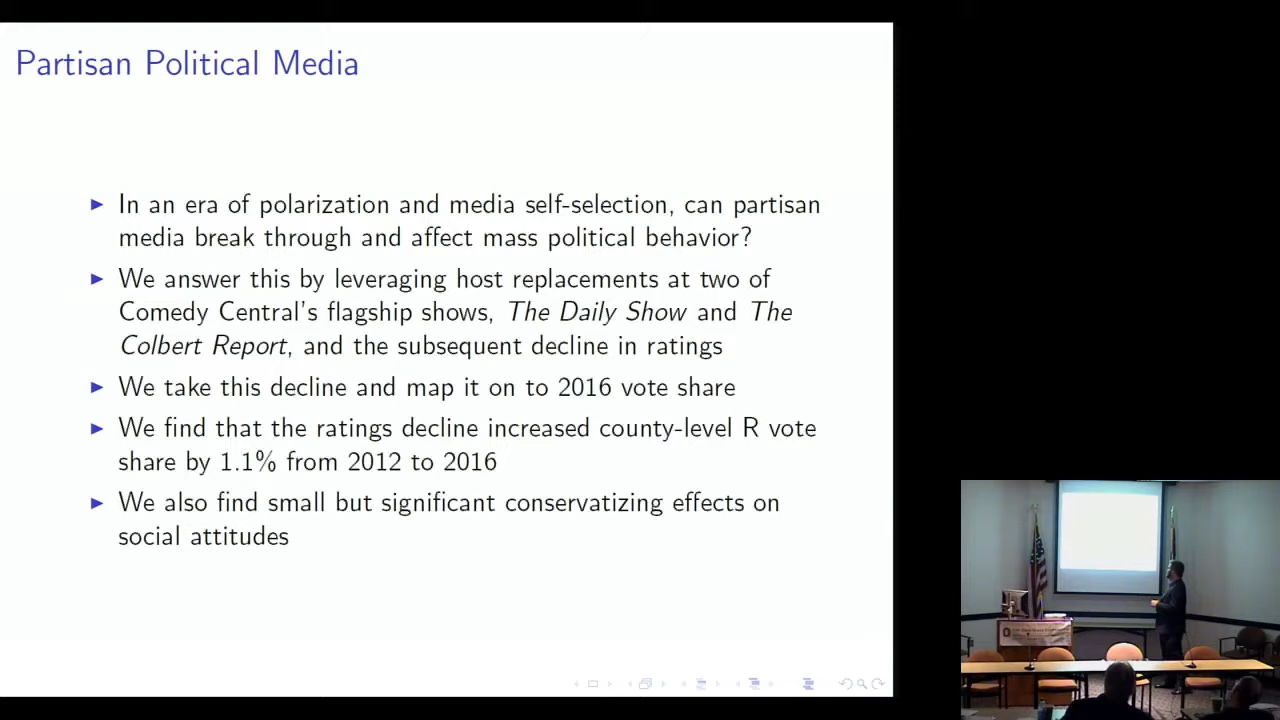 Partisan Political Media
In an era of polarization and media self-selection, can partisan
media break through and affect mass political behavior?
We answer this by leveraging host replacements at two of
Comedy Central's flagship shows, The Daily Show and The
Colbert Report, and the subsequent decline in ratings
We take this decline and map it on to 2016 vote share
We find that the ratings decline increased county-level R vote
share by 1.1% from 2012 to 2016
We also find small but significant conservatizing effects on
social attitudes